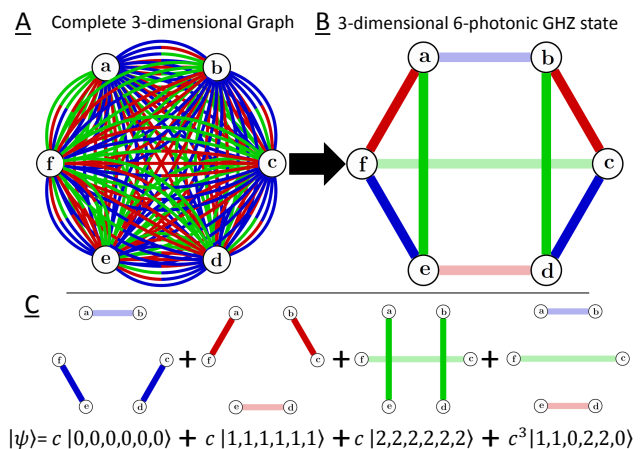 A Complete 3-dimensional Graph
B 3-dimensional 6-photonic GHZ state
a b
f c
e d
a b
f c
e d
C
a b a b a b a b
f c + f c + f c + f c
e d e d e d e d
|ψ⟩= c |0,0,0,0,0,0⟩ + c |1,1,1,1,1,1⟩ + c |2,2,2,2,2,2⟩ + c³|1,1,0,2,2,0⟩